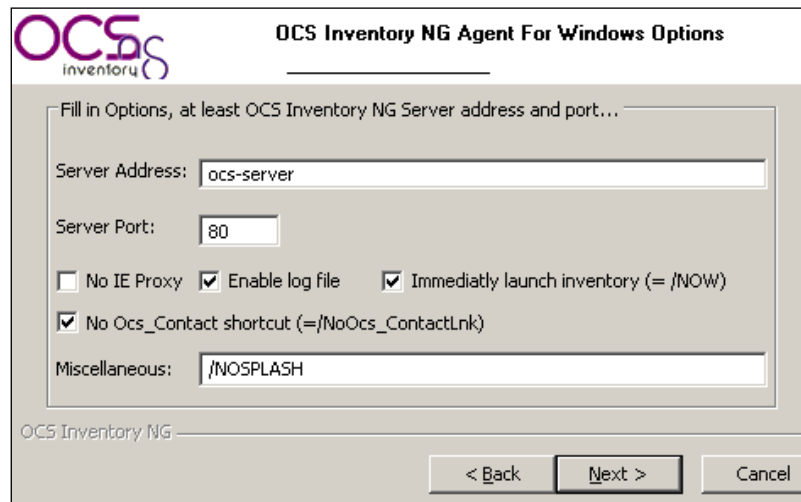 OCS ng
inventory
OCS Inventory NG Agent For Windows Options
Fill in Options, at least OCS Inventory NG Server address and port...
Server Address: ocs-server
Server Port: 80
No IE Proxy Enable log file Immediatly launch inventory (= /NOW)
No Ocs_Contact shortcut (=/NoOcs_ContactLnk)
Miscellaneous: /NOSPLASH
OCS Inventory NG
< Back Next > Cancel